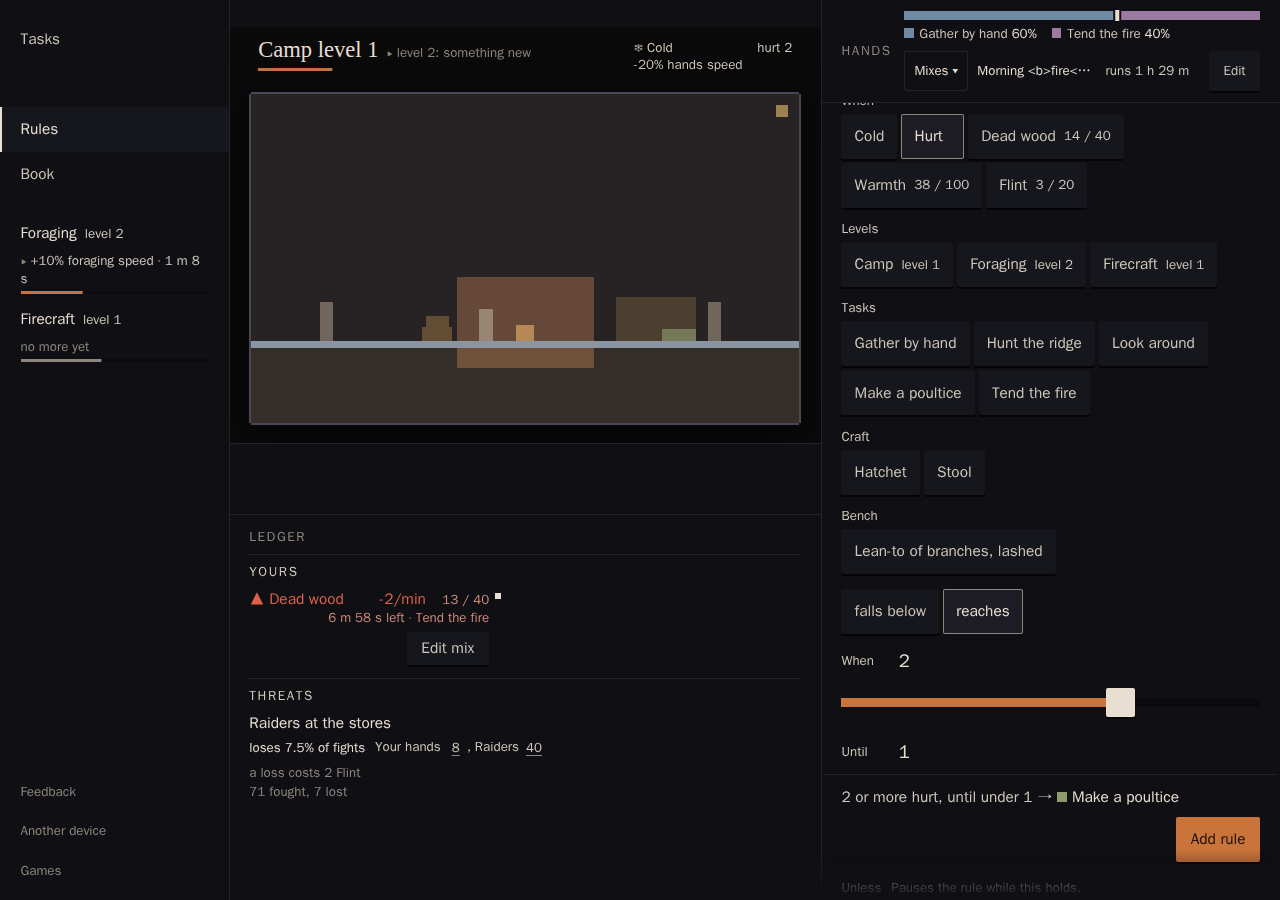 Tasks
Rules
Book
Foraging level 2
▸ +10% foraging speed · 1 m 8 s
Firecraft level 1
no more yet
Feedback
Another device
Games
Camp level 1 ▸ level 2: something new
❄ Cold
-20% hands speed
hurt 2
LEDGER
YOURS
▲ Dead wood -2/min 13 / 40
6 m 58 s left · Tend the fire
Edit mix
THREATS
Raiders at the stores
loses 7.5% of fights Your hands 8 , Raiders 40
a loss costs 2 Flint
71 fought, 7 lost
HANDS
Gather by hand 60% Tend the fire 40%
Mixes ▾ Morning <b>fire<⋯ runs 1 h 29 m Edit
When
Cold Hurt Dead wood 14 / 40
Warmth 38 / 100 Flint 3 / 20
Levels
Camp level 1 Foraging level 2 Firecraft level 1
Tasks
Gather by hand Hunt the ridge Look around
Make a poultice Tend the fire
Craft
Hatchet Stool
Bench
Lean-to of branches, lashed
falls below reaches
When 2
Until 1
2 or more hurt, until under 1 → Make a poultice
Add rule
Unless Pauses the rule while this holds.